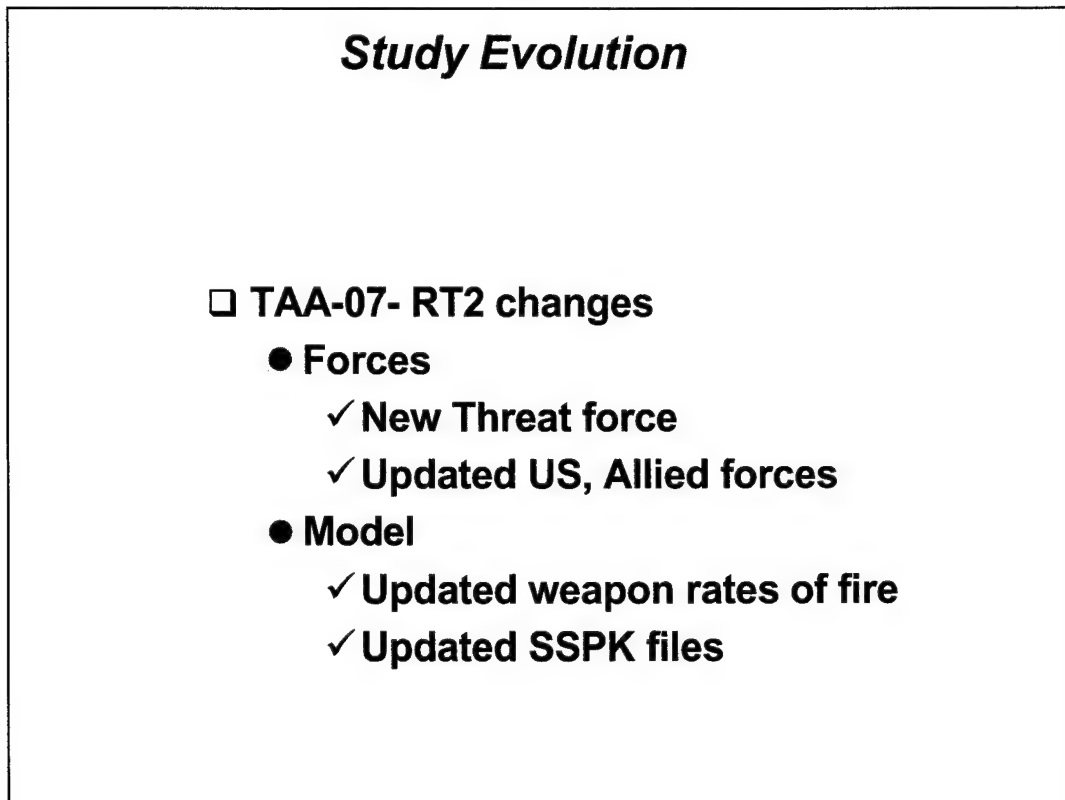 Study Evolution
❑ TAA-07- RT2 changes
● Forces
✓ New Threat force
✓ Updated US, Allied forces
● Model
✓ Updated weapon rates of fire
✓ Updated SSPK files